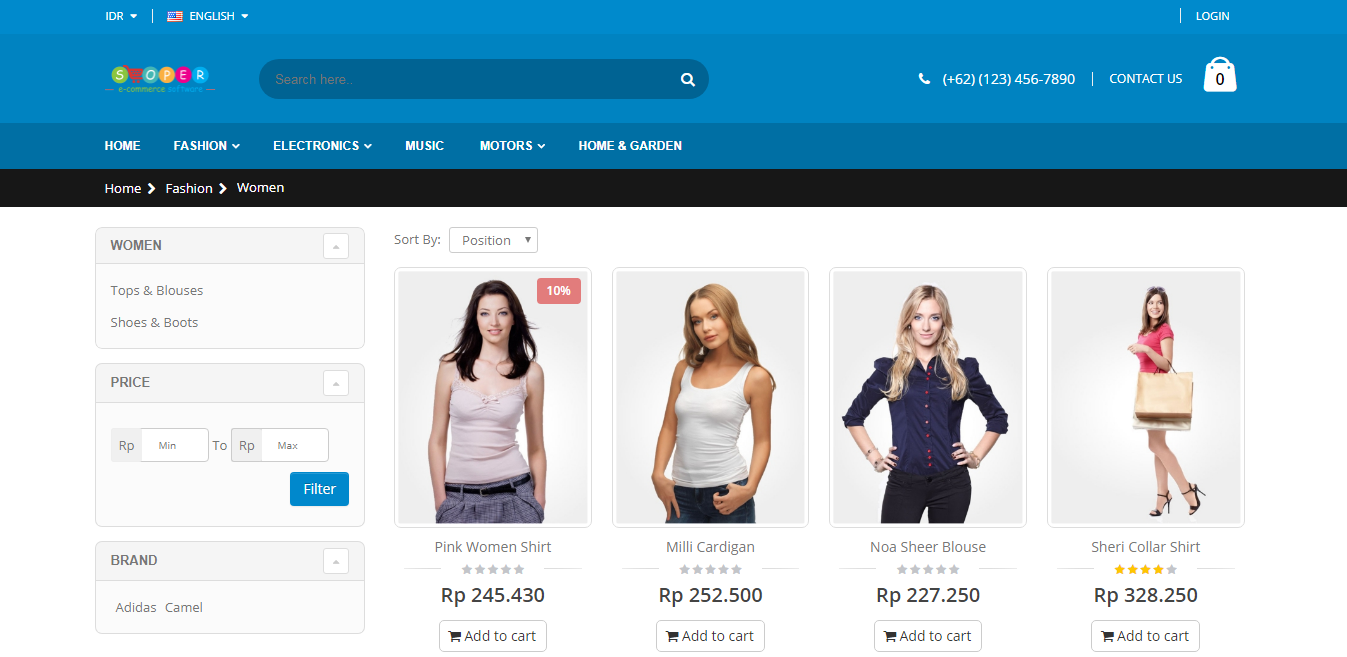 IDR ENGLISH LOGIN
SHOPER
e-commerce software
Search here..
(+62) (123) 456-7890 CONTACT US 0
HOME FASHION ELECTRONICS MUSIC MOTORS HOME & GARDEN
Home Fashion Women
WOMEN
Tops & Blouses
Shoes & Boots
PRICE
Rp Min To Rp Max
Filter
BRAND
Adidas Camel
Sort By: Position
10%
Pink Women Shirt Milli Cardigan Noa Sheer Blouse Sheri Collar Shirt
Rp 245.430 Rp 252.500 Rp 227.250 Rp 328.250
Add to cart Add to cart Add to cart Add to cart